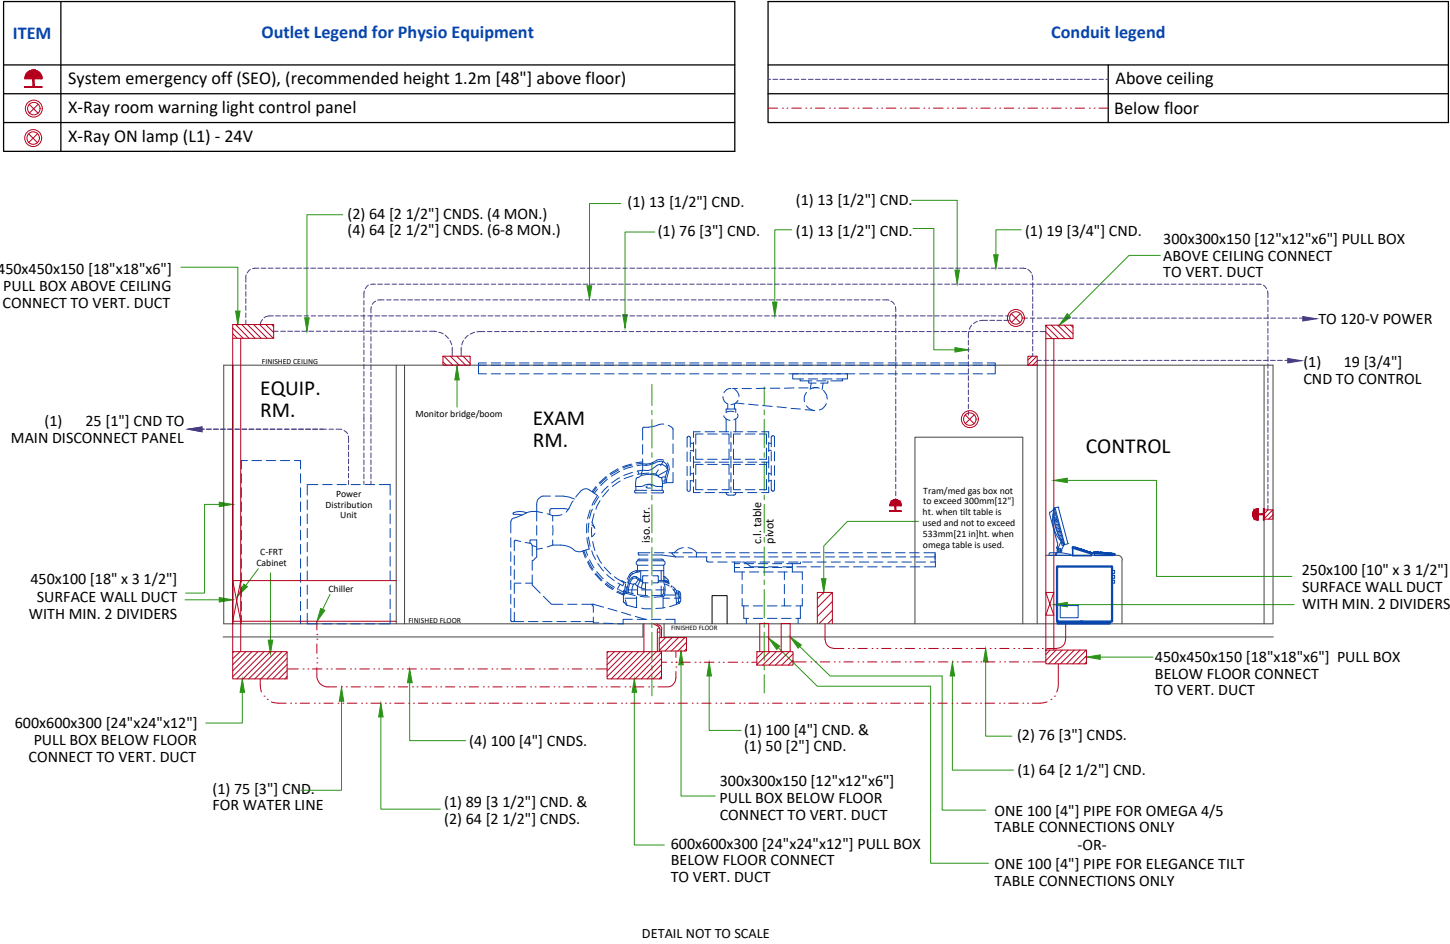 ITEM
Outlet Legend for Physio Equipment
System emergency off (SEO), (recommended height 1.2m [48"] above floor)
X-Ray room warning light control panel
X-Ray ON lamp (L1) - 24V
Conduit legend
Above ceiling
Below floor
(2) 64 [2 1/2"] CNDS. (4 MON.)
(4) 64 [2 1/2"] CNDS. (6-8 MON.)
(1) 13 [1/2"] CND.
(1) 76 [3"] CND.
(1) 13 [1/2"] CND.
(1) 13 [1/2"] CND.
(1) 19 [3/4"] CND.
300x300x150 [12"x12"x6"] PULL BOX
ABOVE CEILING CONNECT
TO VERT. DUCT
450x450x150 [18"x18"x6"]
PULL BOX ABOVE CEILING
CONNECT TO VERT. DUCT
TO 120-V POWER
(1) 19 [3/4"]
CND TO CONTROL
FINISHED CEILING
EQUIP.
RM.
Monitor bridge/boom
EXAM
RM.
CONTROL
(1) 25 [1"] CND TO
MAIN DISCONNECT PANEL
Power
Distribution
Unit
C-FRT
Cabinet
Chiller
iso. ctr.
c.l. table
pivot
Tram/med gas box not
to exceed 300mm[12"]
ht. when tilt table is
used and not to exceed
533mm[21 in]ht. when
omega table is used.
450x100 [18" x 3 1/2"]
SURFACE WALL DUCT
WITH MIN. 2 DIVIDERS
250x100 [10" x 3 1/2"]
SURFACE WALL DUCT
WITH MIN. 2 DIVIDERS
FINISHED FLOOR
FINISHED FLOOR
450x450x150 [18"x18"x6"] PULL BOX
BELOW FLOOR CONNECT
TO VERT. DUCT
600x600x300 [24"x24"x12"]
PULL BOX BELOW FLOOR
CONNECT TO VERT. DUCT
(4) 100 [4"] CNDS.
(1) 100 [4"] CND. &
(1) 50 [2"] CND.
(2) 76 [3"] CNDS.
(1) 64 [2 1/2"] CND.
(1) 75 [3"] CND.
FOR WATER LINE
(1) 89 [3 1/2"] CND. &
(2) 64 [2 1/2"] CNDS.
300x300x150 [12"x12"x6"]
PULL BOX BELOW FLOOR
CONNECT TO VERT. DUCT
600x600x300 [24"x24"x12"] PULL BOX
BELOW FLOOR CONNECT
TO VERT. DUCT
ONE 100 [4"] PIPE FOR OMEGA 4/5
TABLE CONNECTIONS ONLY
-OR-
ONE 100 [4"] PIPE FOR ELEGANCE TILT
TABLE CONNECTIONS ONLY
DETAIL NOT TO SCALE